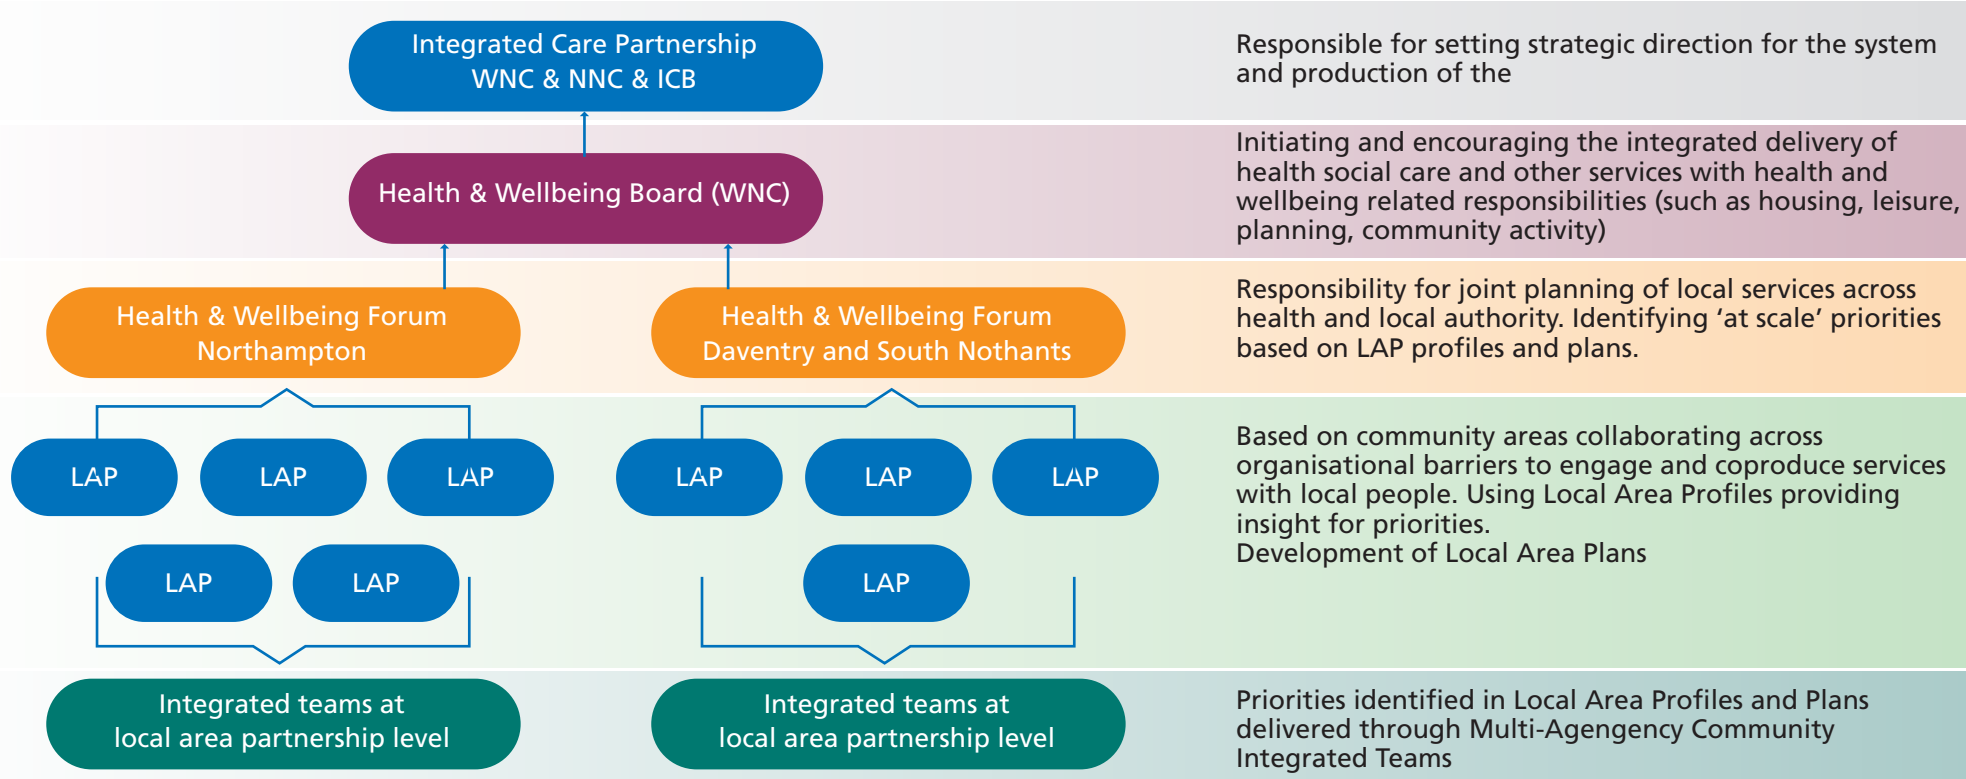 Integrated Care Partnership
WNC & NNC & ICB
Responsible for setting strategic direction for the system
and production of the
Health & Wellbeing Board (WNC)
Initiating and encouraging the integrated delivery of
health social care and other services with health and
wellbeing related responsibilities (such as housing, leisure,
planning, community activity)
Health & Wellbeing Forum
Northampton
Health & Wellbeing Forum
Daventry and South Nothants
Responsibility for joint planning of local services across
health and local authority. Identifying ‘at scale’ priorities
based on LAP profiles and plans.
LAP
LAP
LAP
LAP
LAP
LAP
LAP
LAP
LAP
Based on community areas collaborating across
organisational barriers to engage and coproduce services
with local people. Using Local Area Profiles providing
insight for priorities.
Development of Local Area Plans
Integrated teams at
local area partnership level
Integrated teams at
local area partnership level
Priorities identified in Local Area Profiles and Plans
delivered through Multi-Agengency Community
Integrated Teams